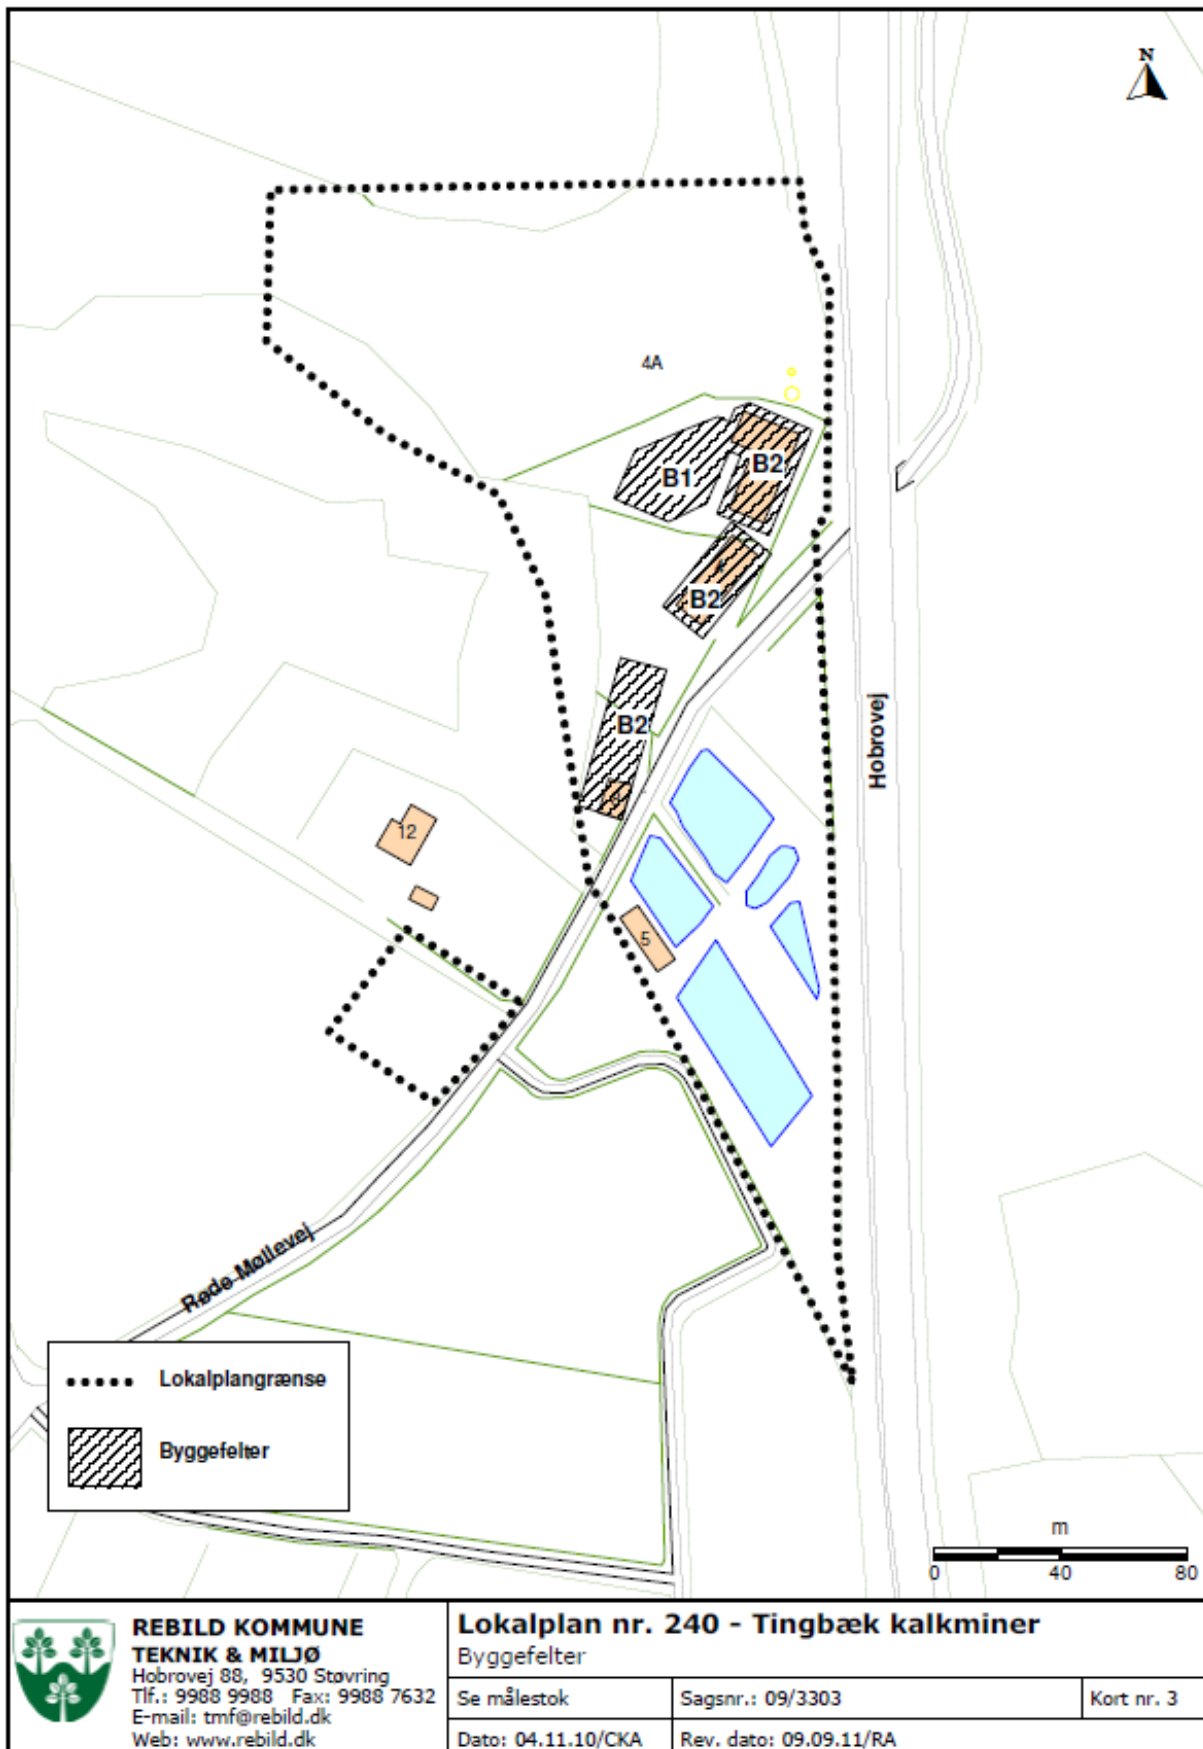 N
4A
B1
B2
B2
B2
Hobrovej
12
5
Røde Møllevej
Lokalplangrænse
Byggefelter
m
0 40 80
REBILD KOMMUNE
TEKNIK & MILJØ
Hobrovej 88, 9530 Støvring
Tlf.: 9988 9988 Fax: 9988 7632
E-mail: tmf@rebild.dk
Web: www.rebild.dk
Lokalplan nr. 240 - Tingbæk kalkminer
Byggefelter
Se målestok
Sagsnr.: 09/3303
Kort nr. 3
Dato: 04.11.10/CKA
Rev. dato: 09.09.11/RA